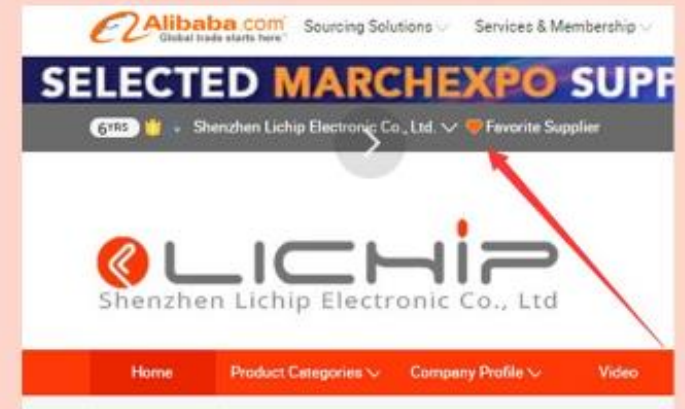 Alibaba.com Sourcing Solutions Services & Membership
Global trade starts here™
SELECTED MARCHEXPO SUPP
6YRS Shenzhen Lichip Electronic Co., Ltd. Favorite Supplier
LICHIP
Shenzhen Lichip Electronic Co., Ltd
Home Product Categories Company Profile Video